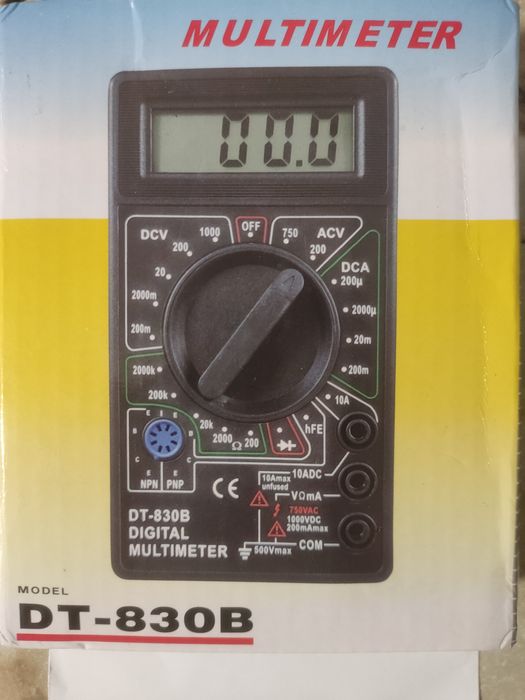 MULTIMETER
00.0
DCV 1000 OFF 750 ACV
200 200
DCA
20 200µ
2000m 2000µ
200m 20m
2000k 200m
200k 10A
20k 2000 Ω 200 hFE
E E E
B B
C C
E E
NPN PNP
10Amax
unfused
10ADC
CE
VΩmA
DT-830B
DIGITAL
MULTIMETER
750VAC
1000VDC
200mAmax
500Vmax
COM
MODEL
DT-830B